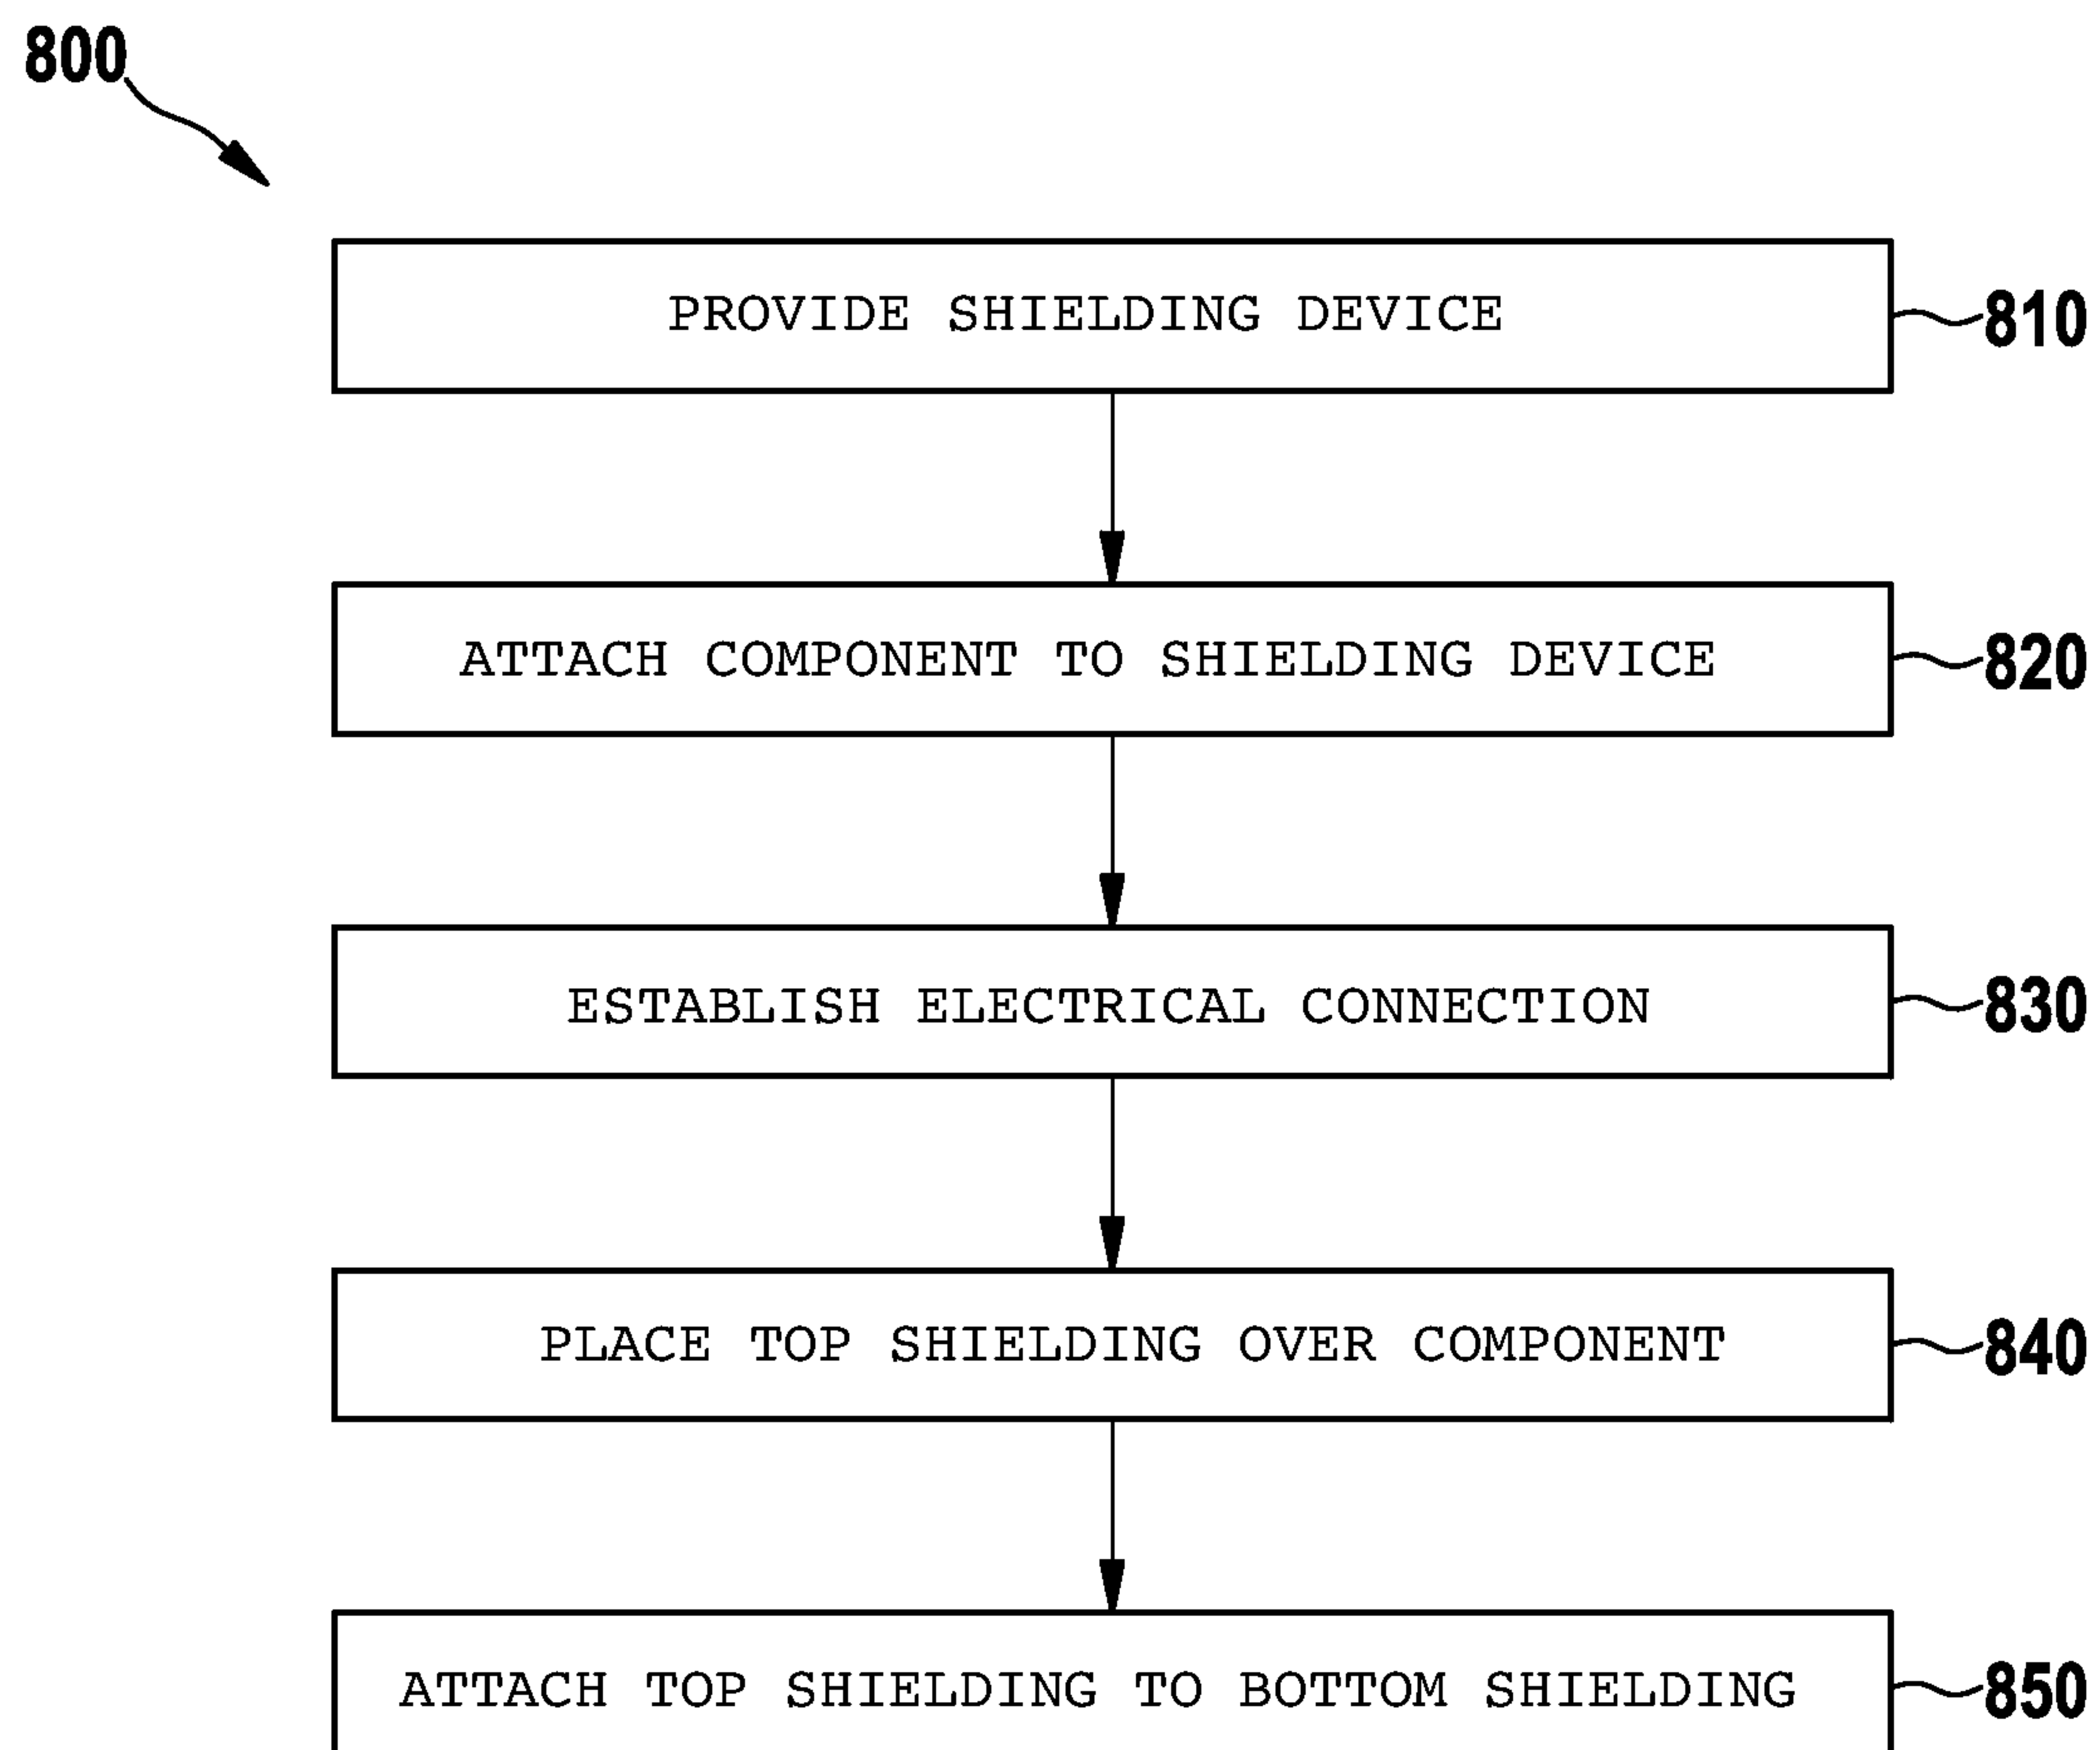 800
PROVIDE SHIELDING DEVICE 810
ATTACH COMPONENT TO SHIELDING DEVICE 820
ESTABLISH ELECTRICAL CONNECTION 830
PLACE TOP SHIELDING OVER COMPONENT 840
ATTACH TOP SHIELDING TO BOTTOM SHIELDING 850